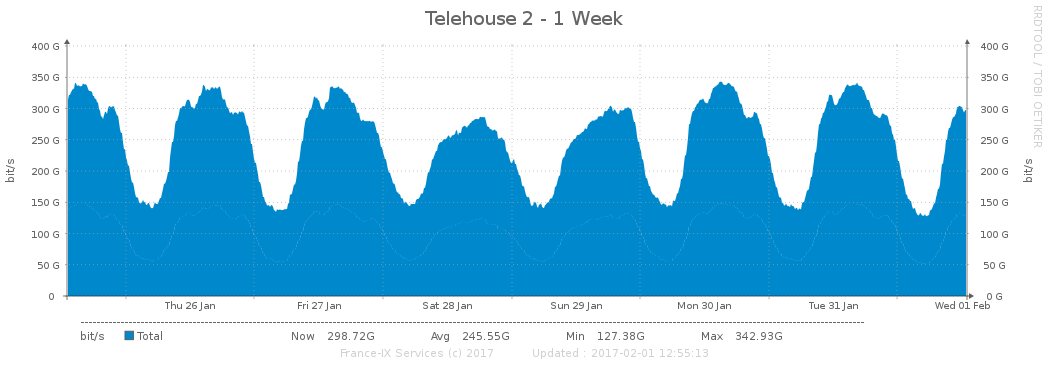 Telehouse 2 - 1 Week
RRDTOOL / TOBI OETIKER
400 G 400 G
350 G 350 G
300 G 300 G
250 G 250 G
200 G 200 G
150 G 150 G
100 G 100 G
50 G 50 G
0 0 G
bit/s
bit/s
Thu 26 Jan Fri 27 Jan Sat 28 Jan Sun 29 Jan Mon 30 Jan Tue 31 Jan Wed 01 Feb
bit/s Total Now 298.72G Avg 245.55G Min 127.38G Max 342.93G
France-IX Services (c) 2017 Updated : 2017-02-01 12:55:13